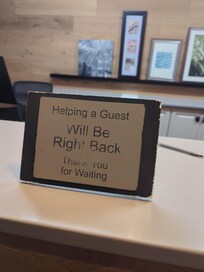 Helping a Guest
Will Be
Right Back
Thank You
for Waiting